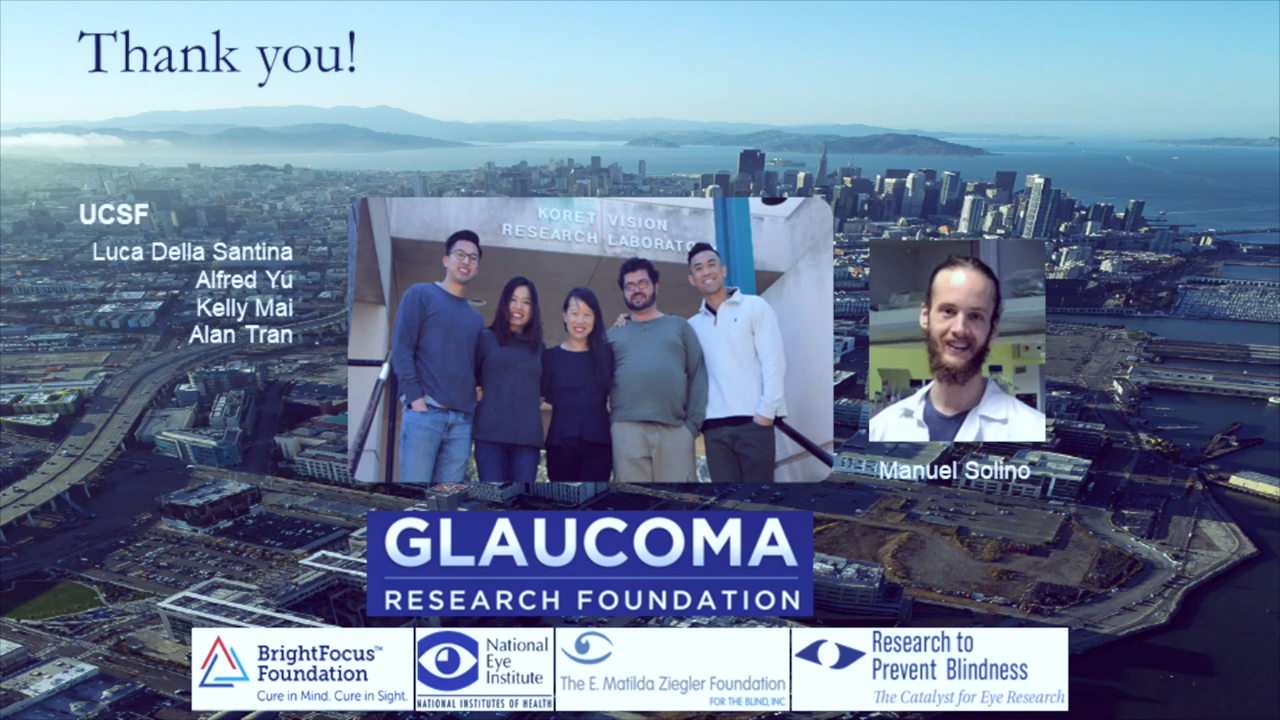 Thank you!
UCSF
Luca Della Santina
Alfred Yu
Kelly Mai
Alan Tran
KORET VISION
RESEARCH LABORATO
Manuel Solino
GLAUCOMA
RESEARCH FOUNDATION
BrightFocus™
Foundation
Cure in Mind. Cure in Sight.
National
Eye
Institute
NATIONAL INSTITUTES OF HEALTH
The E. Matilda Ziegler Foundation
FOR THE BLIND, INC
Research to
Prevent Blindness
The Catalyst for Eye Research